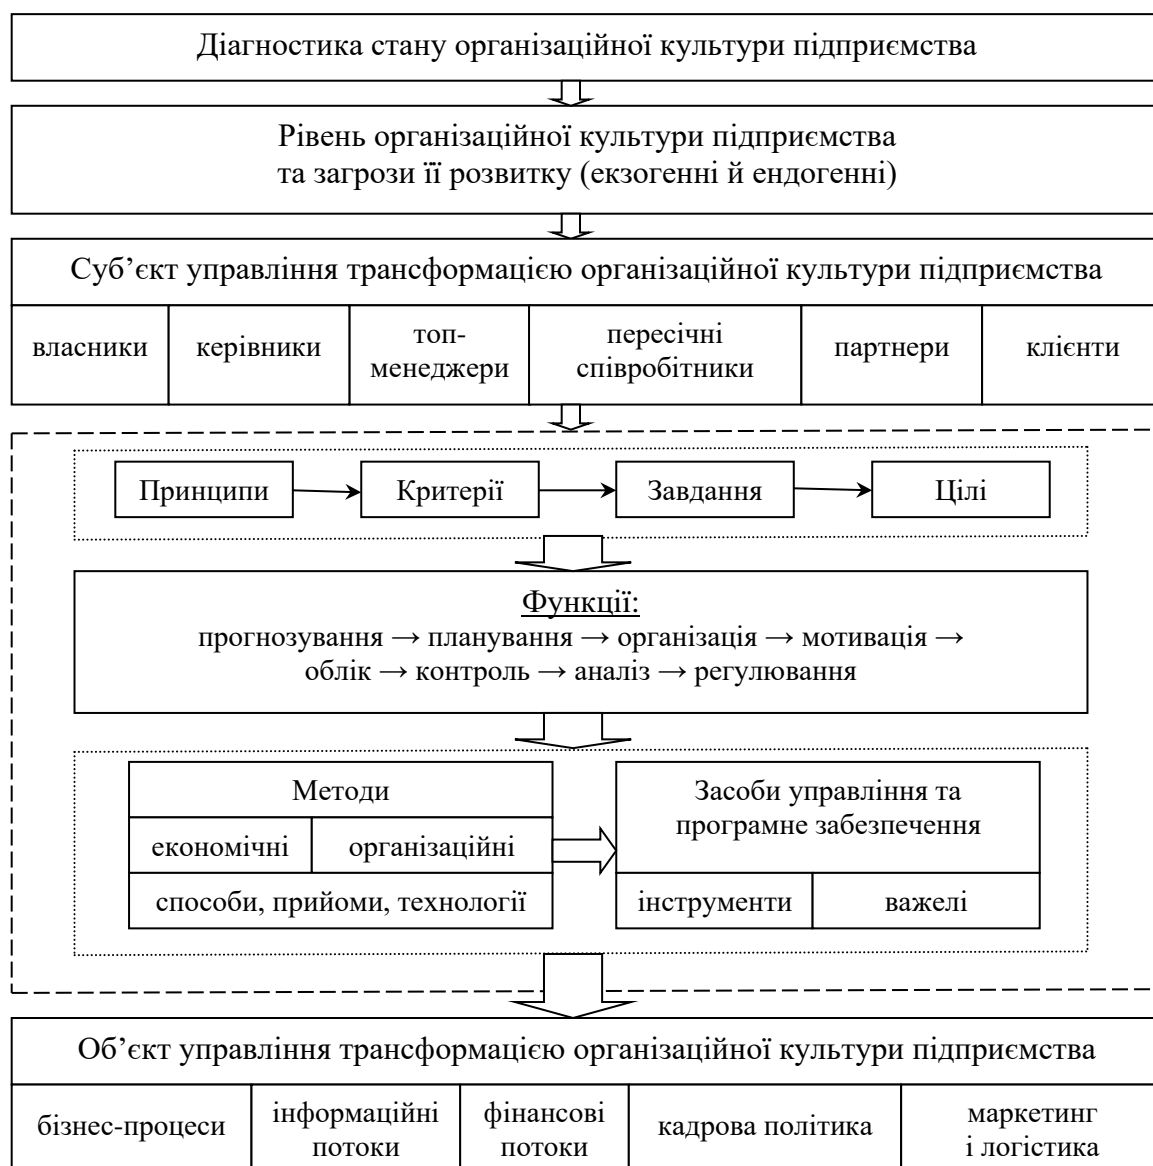 Діагностика стану організаційної культури підприємства
Рівень організаційної культури підприємства
та загрози її розвитку (екзогенні й ендогенні)
Суб’єкт управління трансформацією організаційної культури підприємства
власники
керівники
топ-
менеджери
пересічні
співробітники
партнери
клієнти
Принципи
Критерії
Завдання
Цілі
Функції:
прогнозування → планування → організація → мотивація →
облік → контроль → аналіз → регулювання
Методи
економічні
організаційні
способи, прийоми, технології
Засоби управління та
програмне забезпечення
інструменти
важелі
Об’єкт управління трансформацією організаційної культури підприємства
бізнес-процеси
інформаційні
потоки
фінансові
потоки
кадрова політика
маркетинг
і логістика